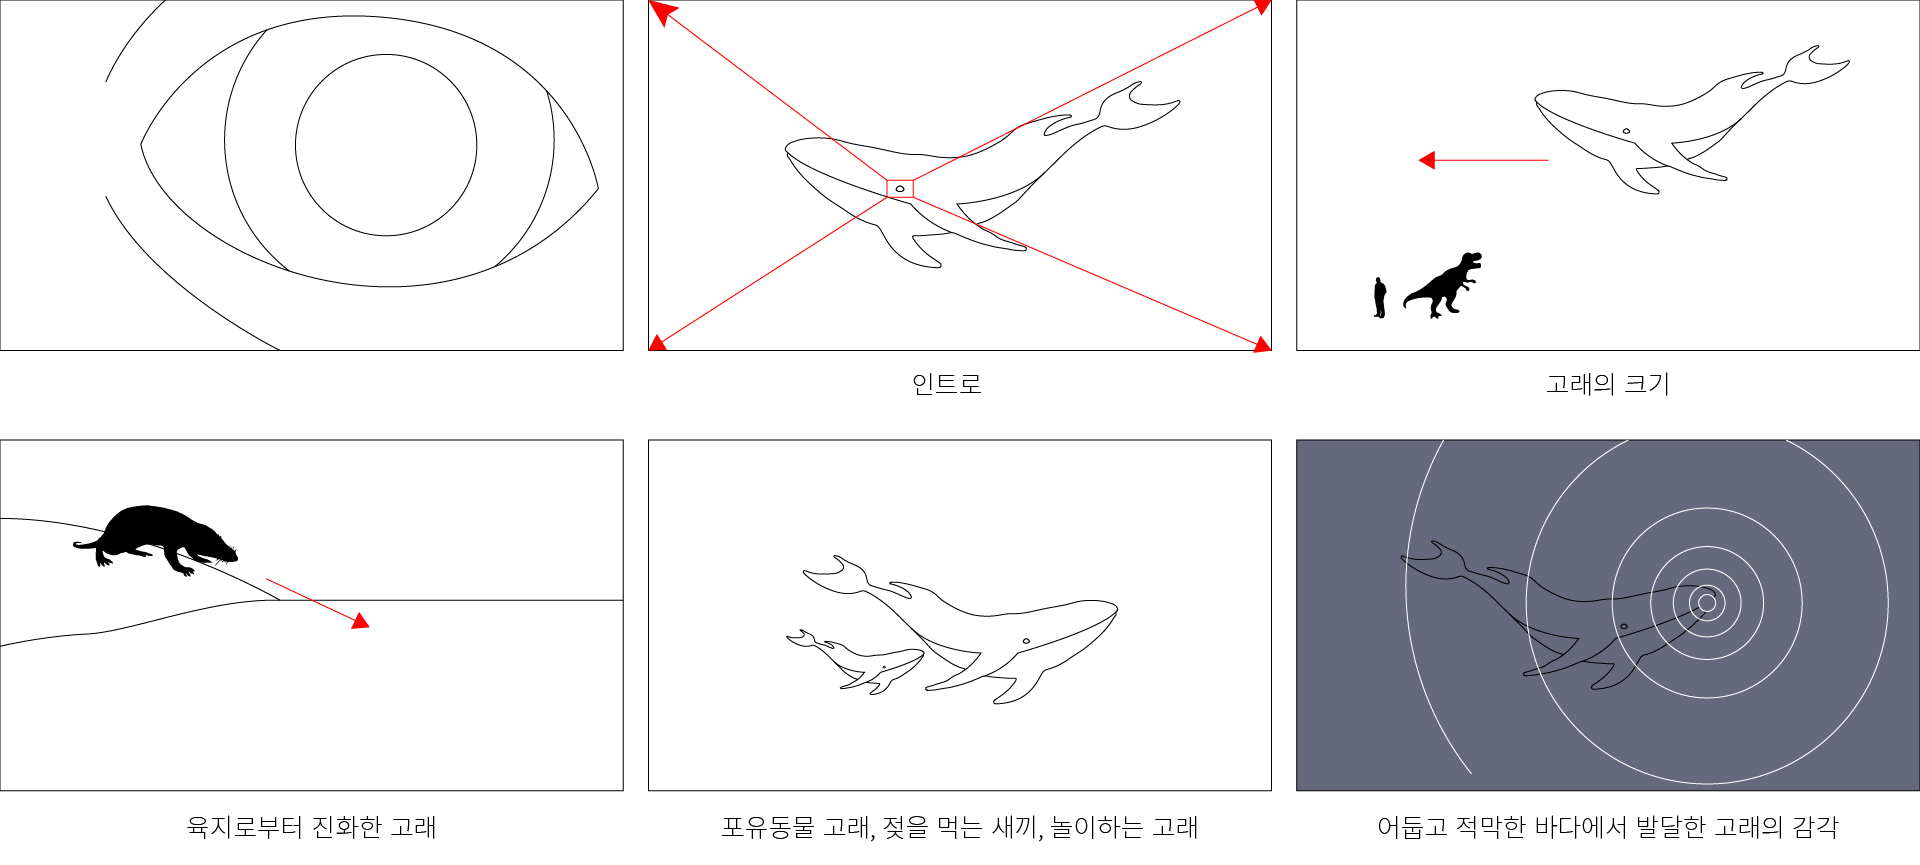 인트로
고래의 크기
육지로부터 진화한 고래
포유동물 고래, 젖을 먹는 새끼, 놀이하는 고래
어둡고 적막한 바다에서 발달한 고래의 감각